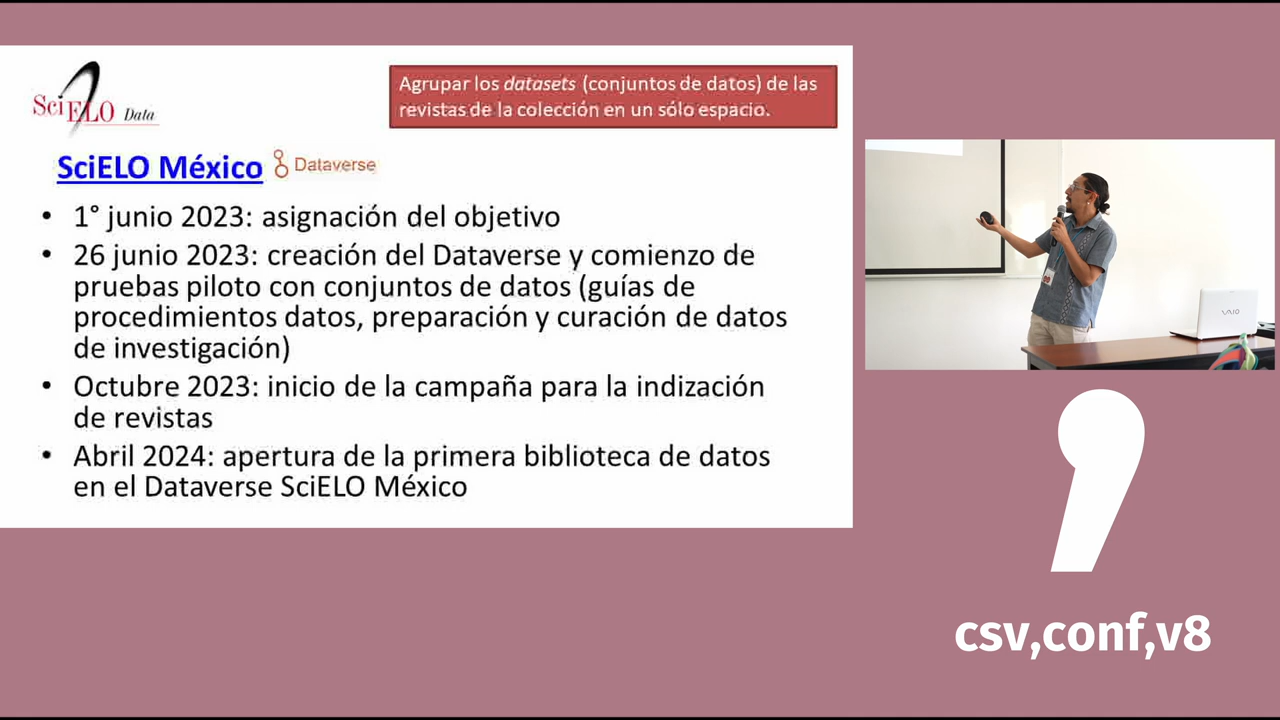 SciELO Data
Agrupar los datasets (conjuntos de datos) de las
revistas de la colección en un sólo espacio.
SciELO México
Dataverse
• 1° junio 2023: asignación del objetivo
• 26 junio 2023: creación del Dataverse y comienzo de
pruebas piloto con conjuntos de datos (guías de
procedimientos datos, preparación y curación de datos
de investigación)
• Octubre 2023: inicio de la campaña para la indización
de revistas
• Abril 2024: apertura de la primera biblioteca de datos
en el Dataverse SciELO México
VAIO
csv,conf,v8